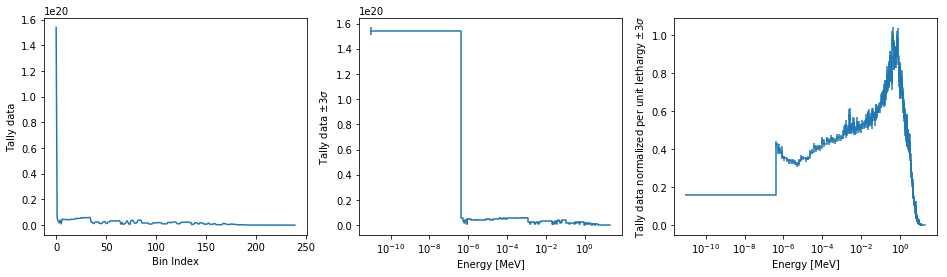 1e20
1.6
1.4
1.2
1.0
0.8
0.6
0.4
0.2
0.0
Tally data
0 50 100 150 200 250
Bin Index
1e20
1.6
1.4
1.2
1.0
0.8
0.6
0.4
0.2
0.0
Tally data ±3σ
10⁻¹⁰ 10⁻⁸ 10⁻⁶ 10⁻⁴ 10⁻² 10⁰
Energy [MeV]
1.0
0.8
0.6
0.4
0.2
0.0
Tally data normalized per unit lethargy ±3σ
10⁻¹⁰ 10⁻⁸ 10⁻⁶ 10⁻⁴ 10⁻² 10⁰
Energy [MeV]